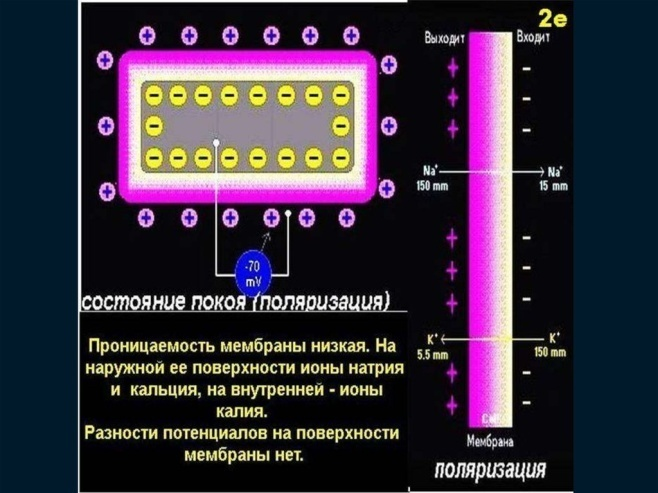 2е
Выходит
Входит
Na⁺
Na⁺
150 mm
15 mm
-70
mV
состояние покоя (поляризация)
К⁺
К⁺
5.5 mm
150 mm
Проницаемость мембраны низкая. На
наружной ее поверхности ионы натрия
и кальция, на внутренней - ионы
калия.
Разности потенциалов на поверхности
мембраны нет.
Мембрана
поляризация